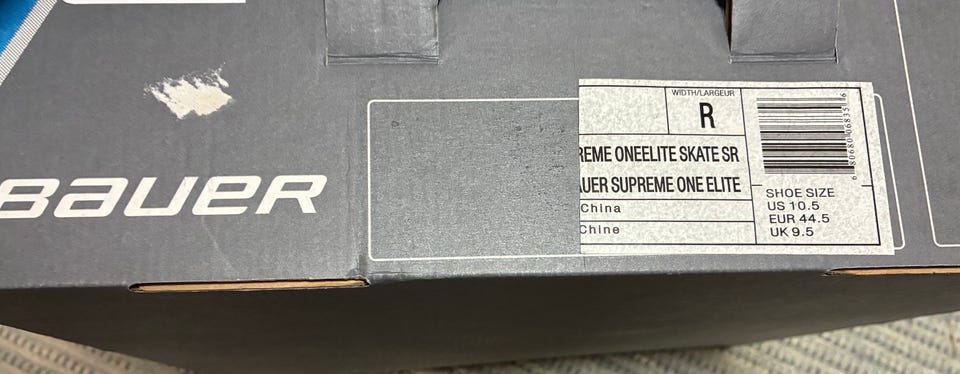 BAUER
WIDTH/LARGEUR
R
REME ONEELITE SKATE SR
UER SUPREME ONE ELITE
China
Chine
SHOE SIZE
US 10.5
EUR 44.5
UK 9.5